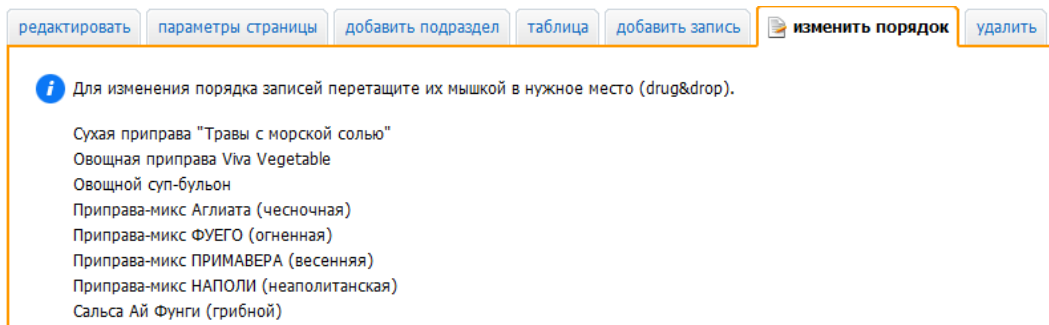 редактировать параметры страницы добавить подраздел таблица добавить запись изменить порядок удалить
Для изменения порядка записей перетащите их мышкой в нужное место (drug&drop).
Сухая приправа "Травы с морской солью"
Овощная приправа Viva Vegetable
Овощной суп-бульон
Приправа-микс Аглиата (чесночная)
Приправа-микс ФУЕГО (огненная)
Приправа-микс ПРИМАВЕРА (весенняя)
Приправа-микс НАПОЛИ (неаполитанская)
Сальса Ай Фунги (грибной)